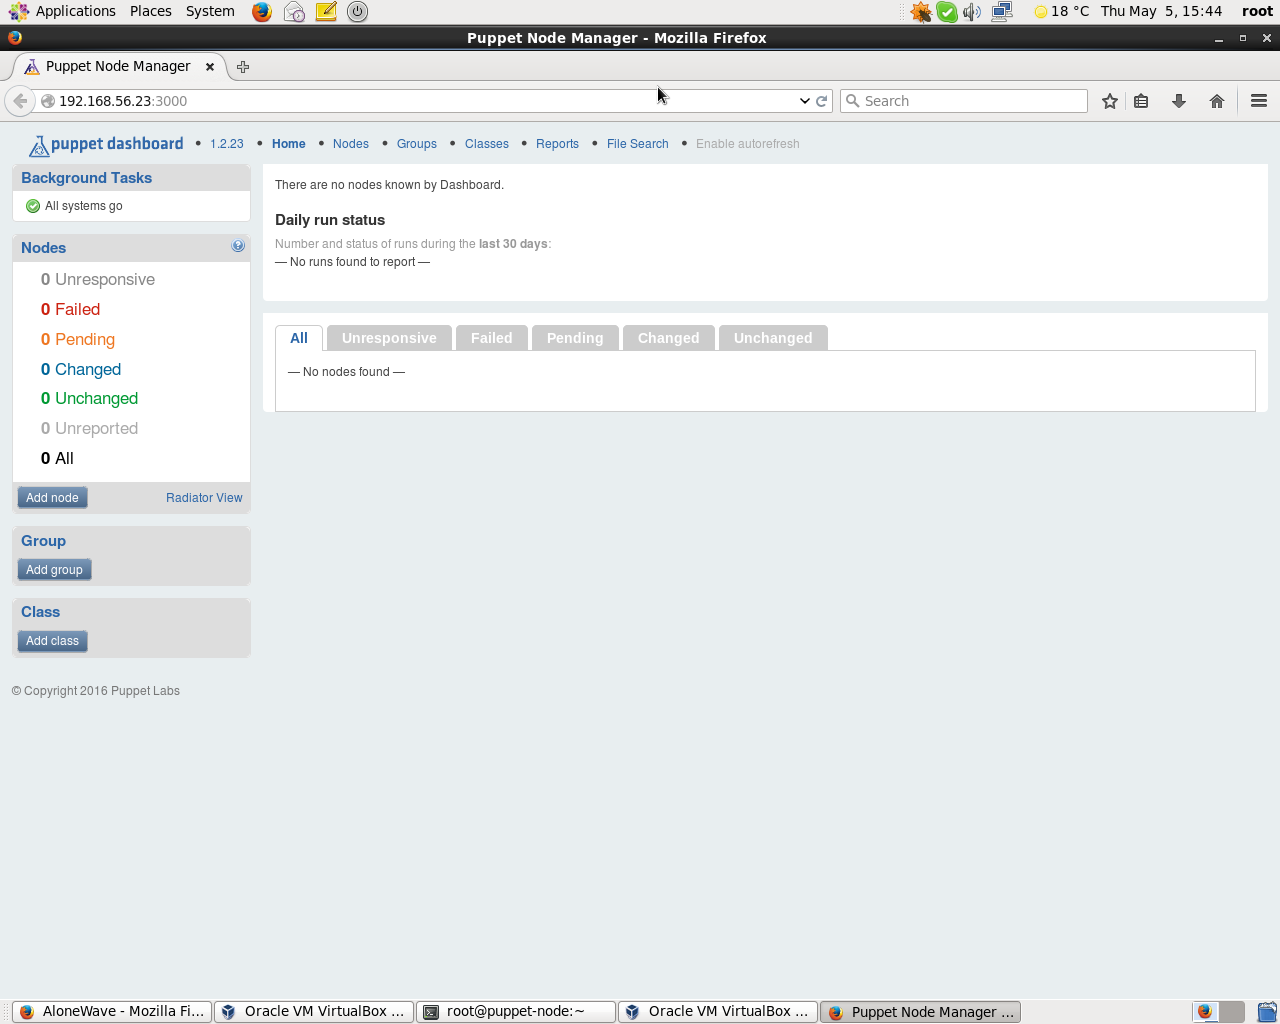 Applications Places System 18 °C Thu May 5, 15:44 root
Puppet Node Manager - Mozilla Firefox
Puppet Node Manager
192.168.56.23:3000 Search
puppet dashboard • 1.2.23 • Home • Nodes • Groups • Classes • Reports • File Search • Enable autorefresh
Background Tasks
All systems go
Nodes
0 Unresponsive
0 Failed
0 Pending
0 Changed
0 Unchanged
0 Unreported
0 All
Add node Radiator View
Group
Add group
Class
Add class
© Copyright 2016 Puppet Labs
There are no nodes known by Dashboard.
Daily run status
Number and status of runs during the last 30 days:
— No runs found to report —
All Unresponsive Failed Pending Changed Unchanged
— No nodes found —
AloneWave - Mozilla Fi... Oracle VM VirtualBox ... root@puppet-node:~ Oracle VM VirtualBox ... Puppet Node Manager ...